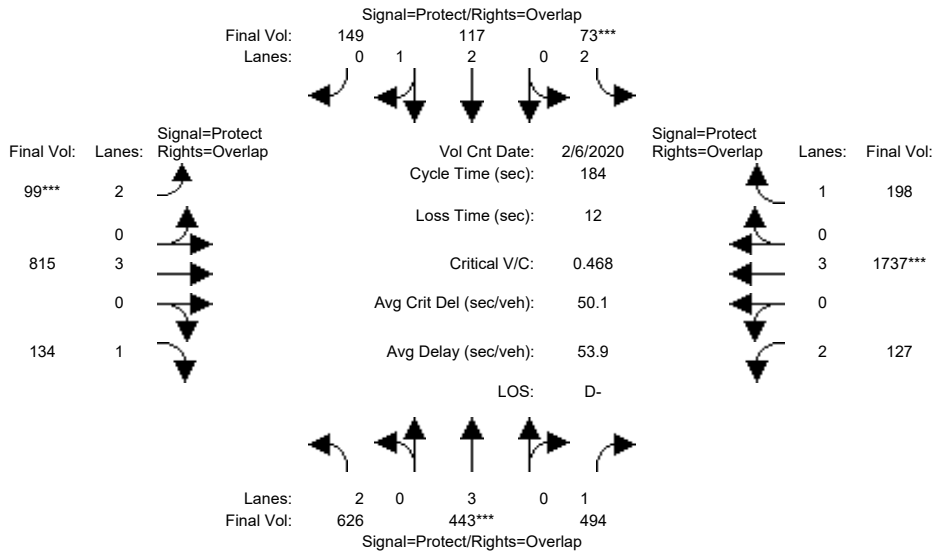 Signal=Protect/Rights=Overlap
Final Vol: 149 117 73***
Lanes: 0 1 2 0 2
Signal=Protect
Rights=Overlap
Final Vol: Lanes:
Vol Cnt Date: 2/6/2020
Signal=Protect
Rights=Overlap
Lanes: Final Vol:
Cycle Time (sec): 184
99*** 2
1 198
Loss Time (sec): 12
0
0
815 3
Critical V/C: 0.468
3 1737***
0
Avg Crit Del (sec/veh): 50.1
0
134 1
Avg Delay (sec/veh): 53.9
2 127
LOS: D-
Lanes: 2 0 3 0 1
Final Vol: 626 443*** 494
Signal=Protect/Rights=Overlap